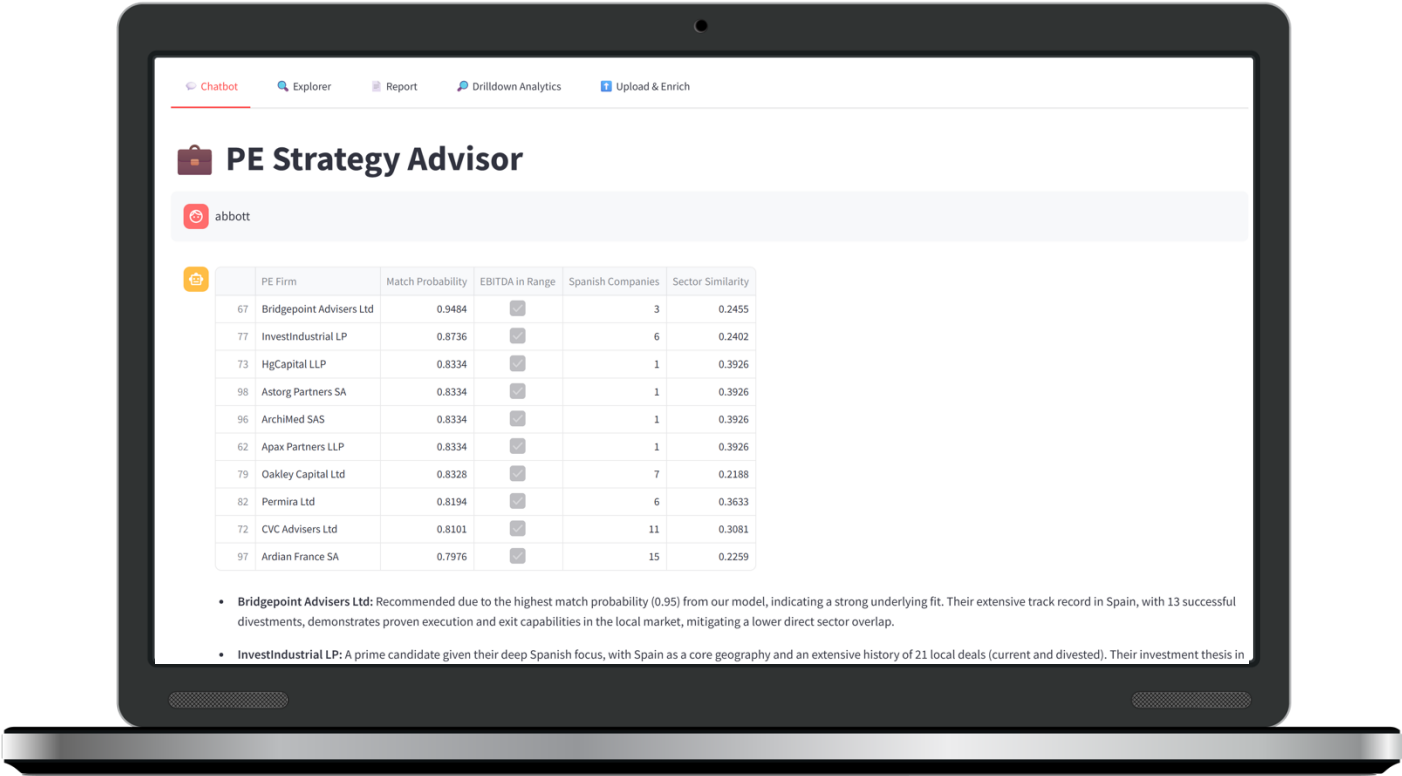 Chatbot Explorer Report Drilldown Analytics Upload & Enrich
PE Strategy Advisor
abbott
PE Firm Match Probability EBITDA in Range Spanish Companies Sector Similarity
67 Bridgepoint Advisers Ltd 0.9484 3 0.2455
77 InvestIndustrial LP 0.8736 6 0.2402
73 HgCapital LLP 0.8334 1 0.3926
98 Astorg Partners SA 0.8334 1 0.3926
96 ArchiMed SAS 0.8334 1 0.3926
62 Apax Partners LLP 0.8334 1 0.3926
79 Oakley Capital Ltd 0.8328 7 0.2188
82 Permira Ltd 0.8194 6 0.3633
72 CVC Advisers Ltd 0.8101 11 0.3081
97 Ardian France SA 0.7976 15 0.2259
• Bridgepoint Advisers Ltd: Recommended due to the highest match probability (0.95) from our model, indicating a strong underlying fit. Their extensive track record in Spain, with 13 successful
divestments, demonstrates proven execution and exit capabilities in the local market, mitigating a lower direct sector overlap.
• InvestIndustrial LP: A prime candidate given their deep Spanish focus, with Spain as a core geography and an extensive history of 21 local deals (current and divested). Their investment thesis in